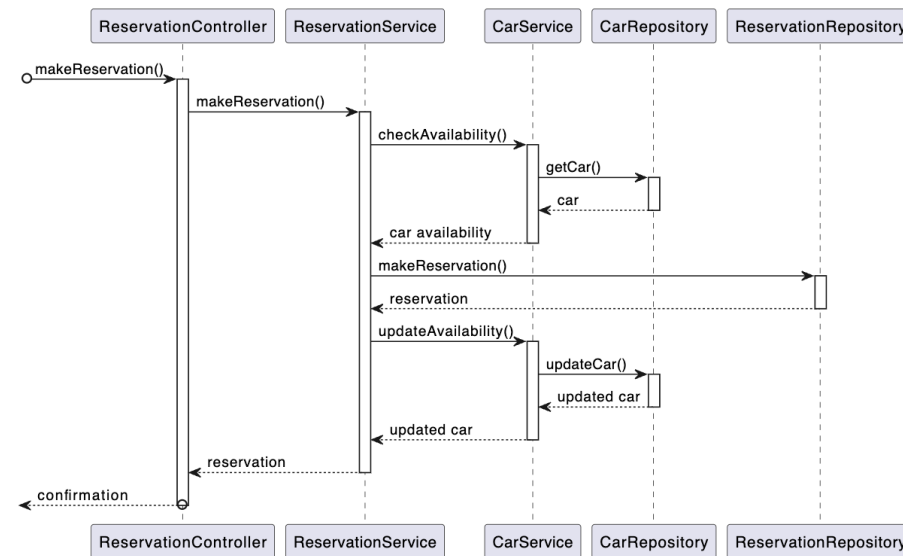 ReservationController
ReservationService
CarService
CarRepository
ReservationRepository
makeReservation()
makeReservation()
checkAvailability()
getCar()
car
car availability
makeReservation()
reservation
updateAvailability()
updateCar()
updated car
updated car
reservation
confirmation
ReservationController
ReservationService
CarService
CarRepository
ReservationRepository